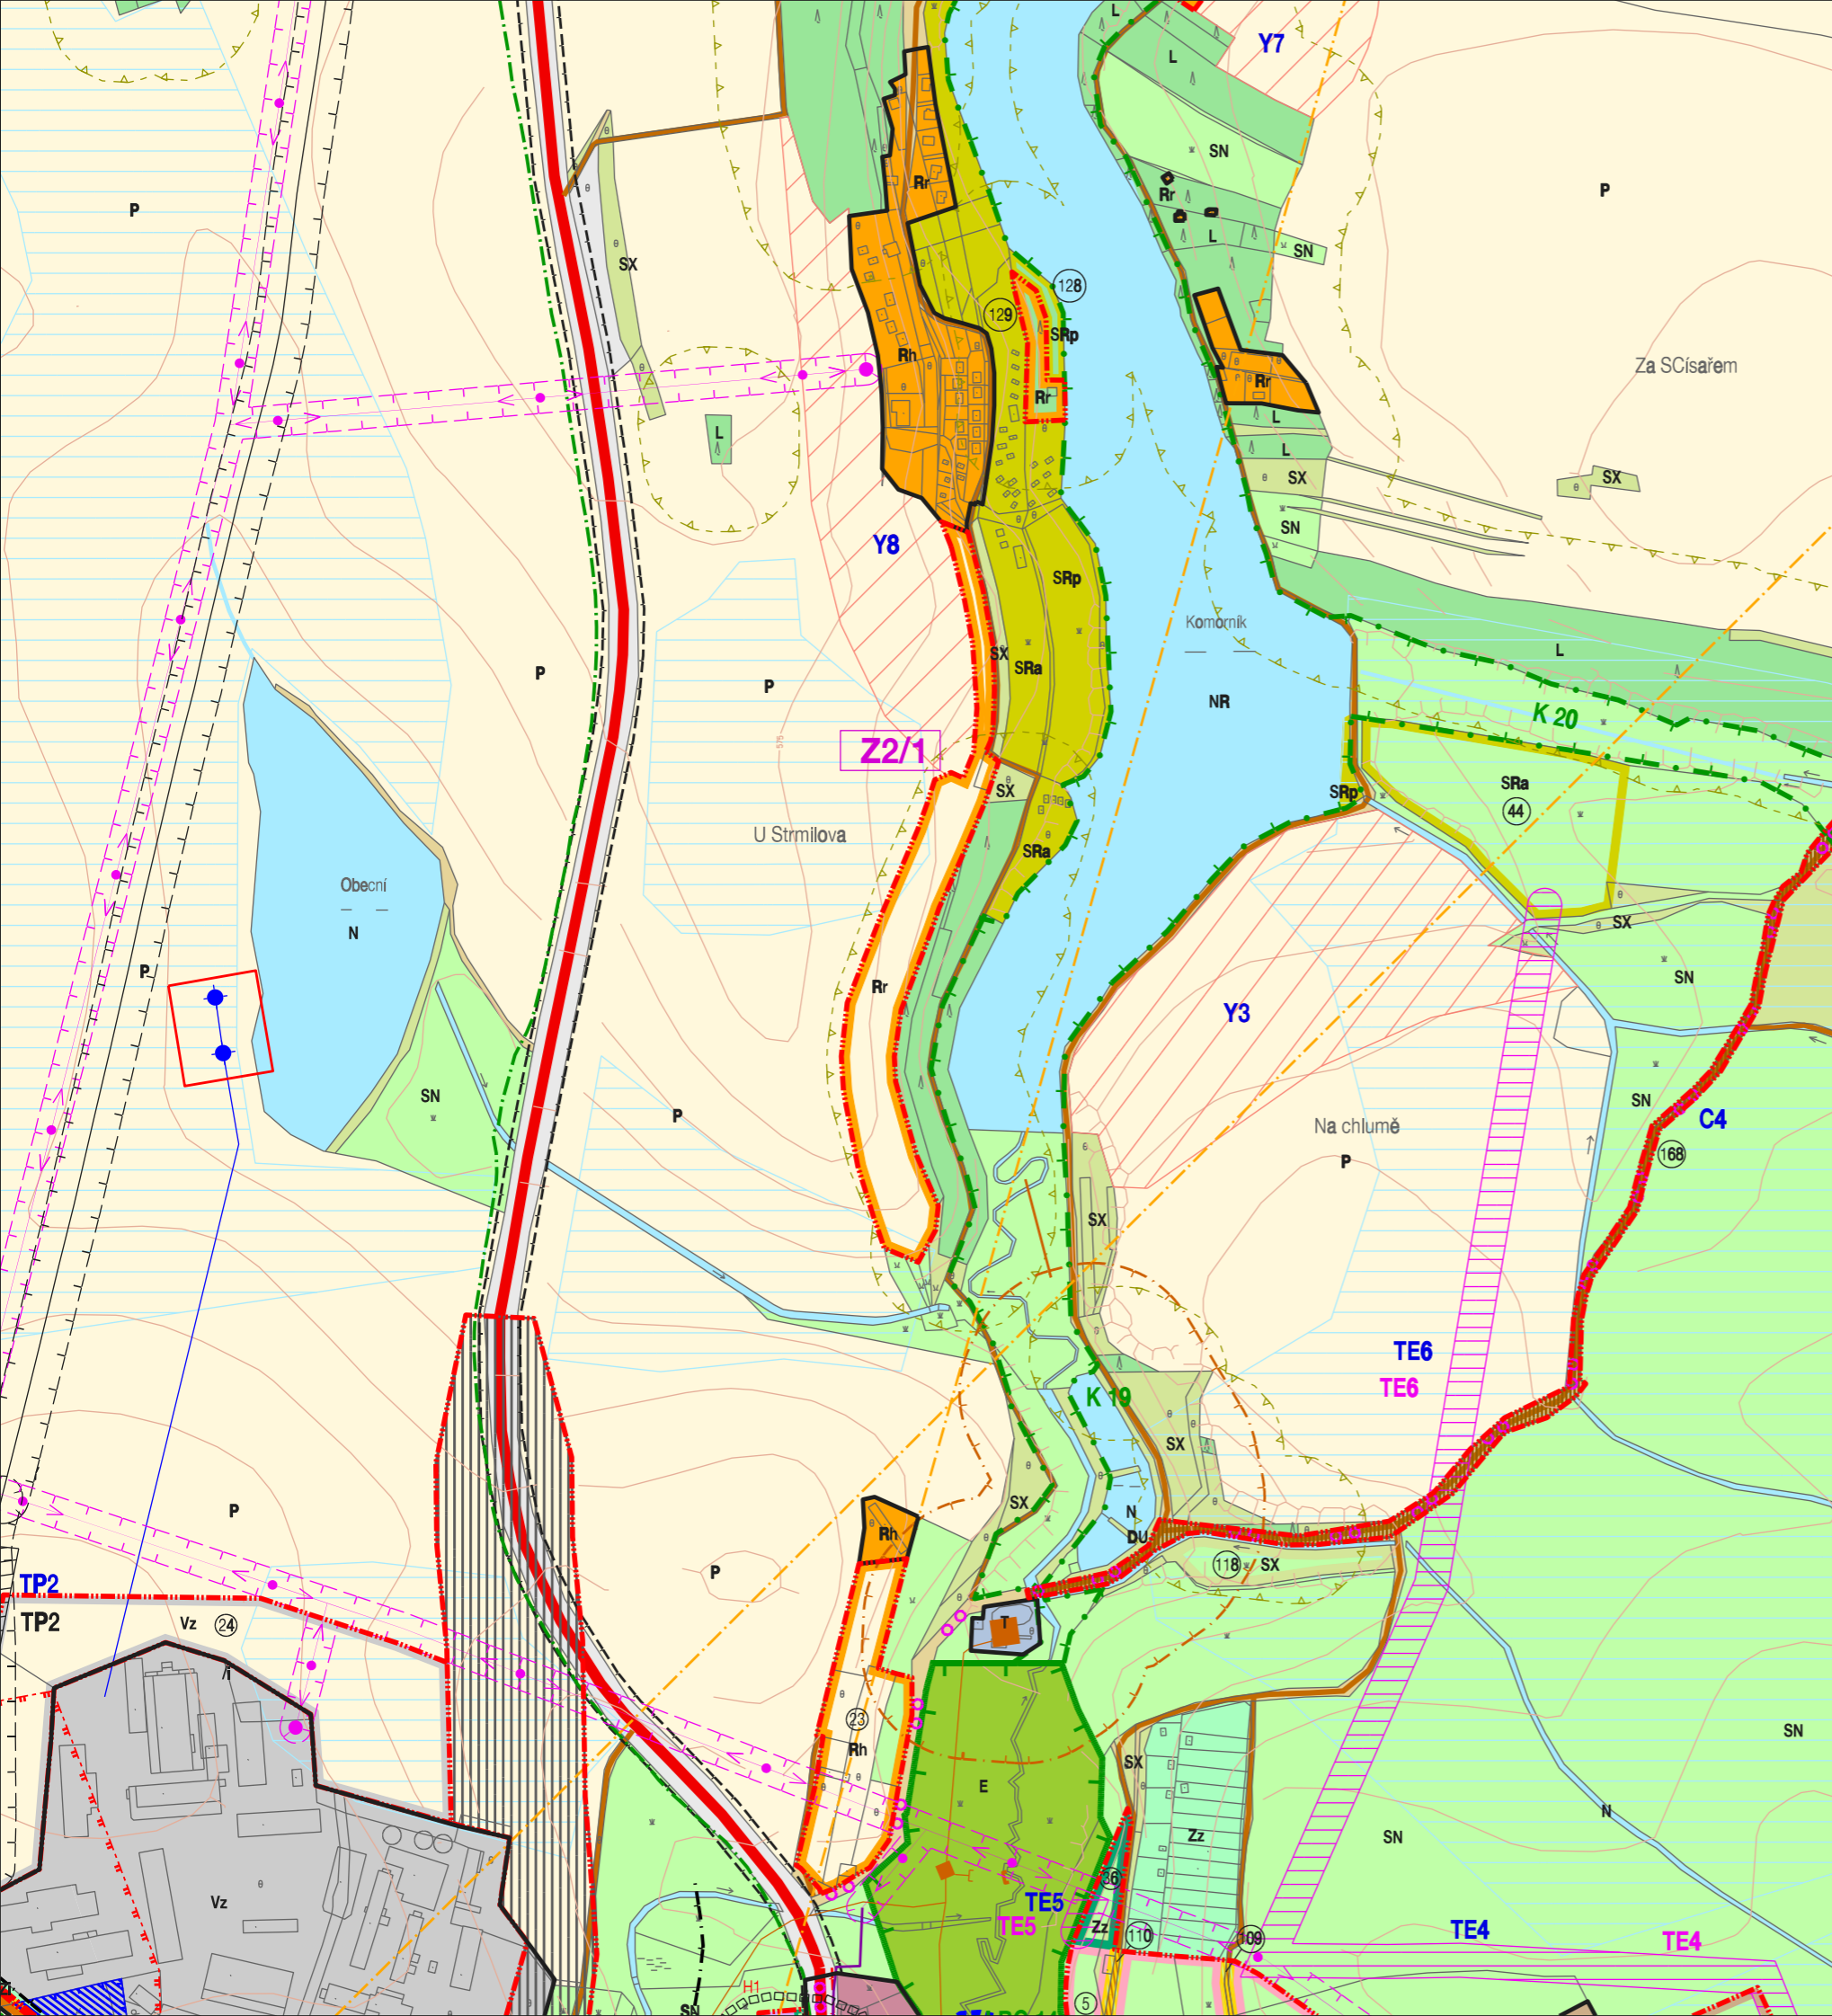 L
Y7
L
SN
P
P
Rr
Rr
L
SN
SX
128
129
SRp
Rh
Za SCísařem
Rr
Rr
L
L
L
SX
SX
SN
Y8
SRp
Komorník
P
SX
SRa
L
P
NR
K 20
Z2/1
575
SX
SRp
SRa
44
U Strmilova
SRa
Obecní
N
SX
P
SN
Rr
Y3
SN
SN
C4
P
Na chlumě
168
P
SX
TE6
TE6
K 19
SX
SX
P
Rh
N
DU
P
118
SX
TP2
TP2
Vz
24
T
23
Rh
SN
SX
E
Zz
N
SN
36
Vz
TE5
TE5
Zz
110
109
TE4
TE4
H1
SN
5